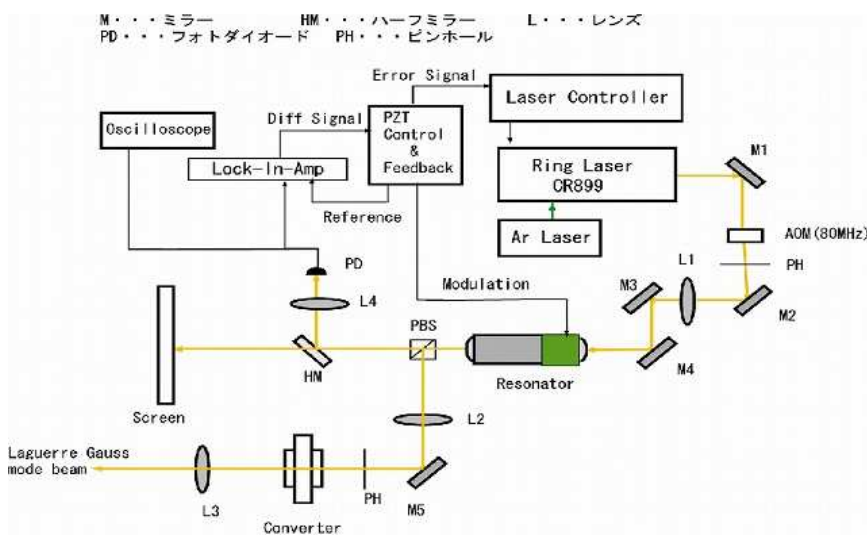 M・・・ミラー HM・・・ハーフミラー L・・・レンズ
PD・・・フォトダイオード PH・・・ピンホール
Error Signal
Laser Controller
Oscilloscope
Diff Signal
PZT
Control
&
Feedback
Lock-In-Amp
Ring Laser
CR899
M1
Reference
Ar Laser
AOM(80MHz)
PD
PH
Modulation
L1
M3
M2
L4
PBS
HM
Resonator
M4
Screen
L2
Laguerre Gauss
mode beam
L3
Converter
PH
M5